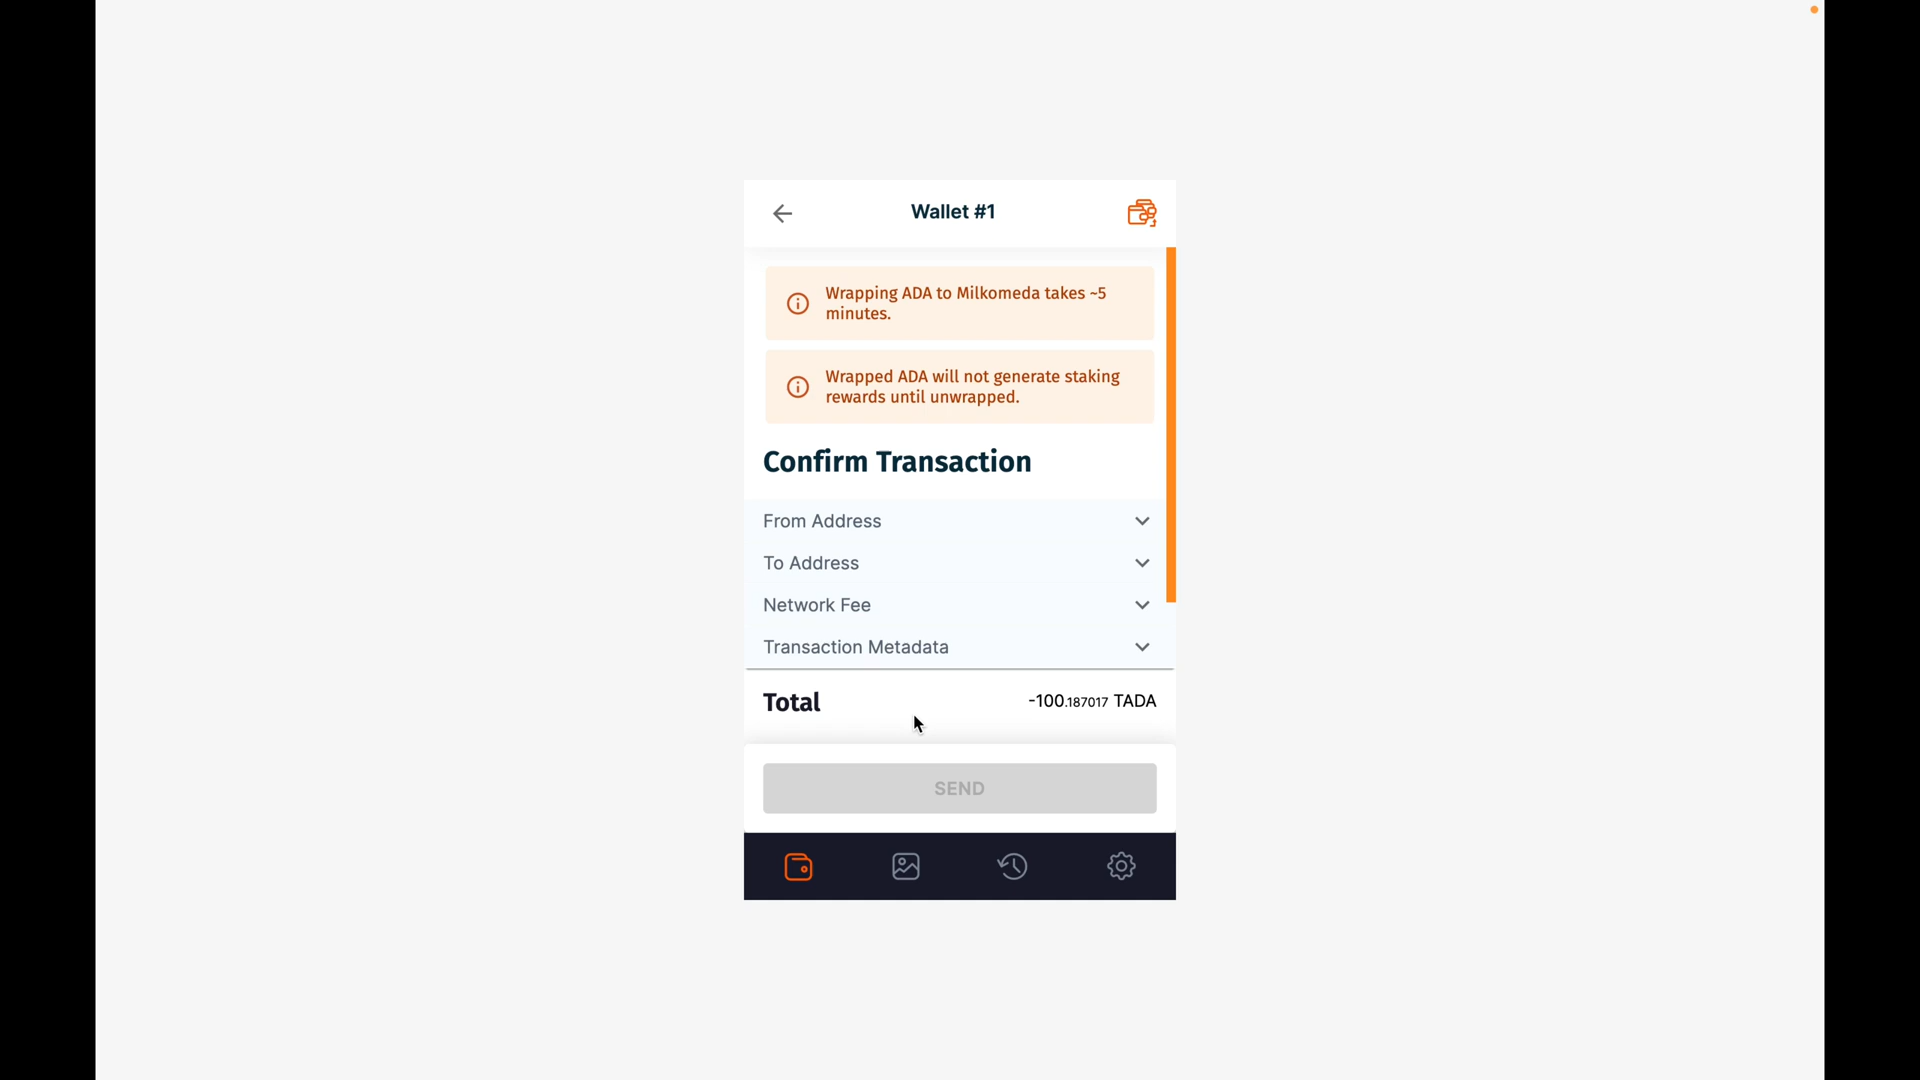 Wallet #1
Wrapping ADA to Milkomeda takes ~5
minutes.
Wrapped ADA will not generate staking
rewards until unwrapped.
Confirm Transaction
From Address
To Address
Network Fee
Transaction Metadata
Total -100.187017 TADA
SEND